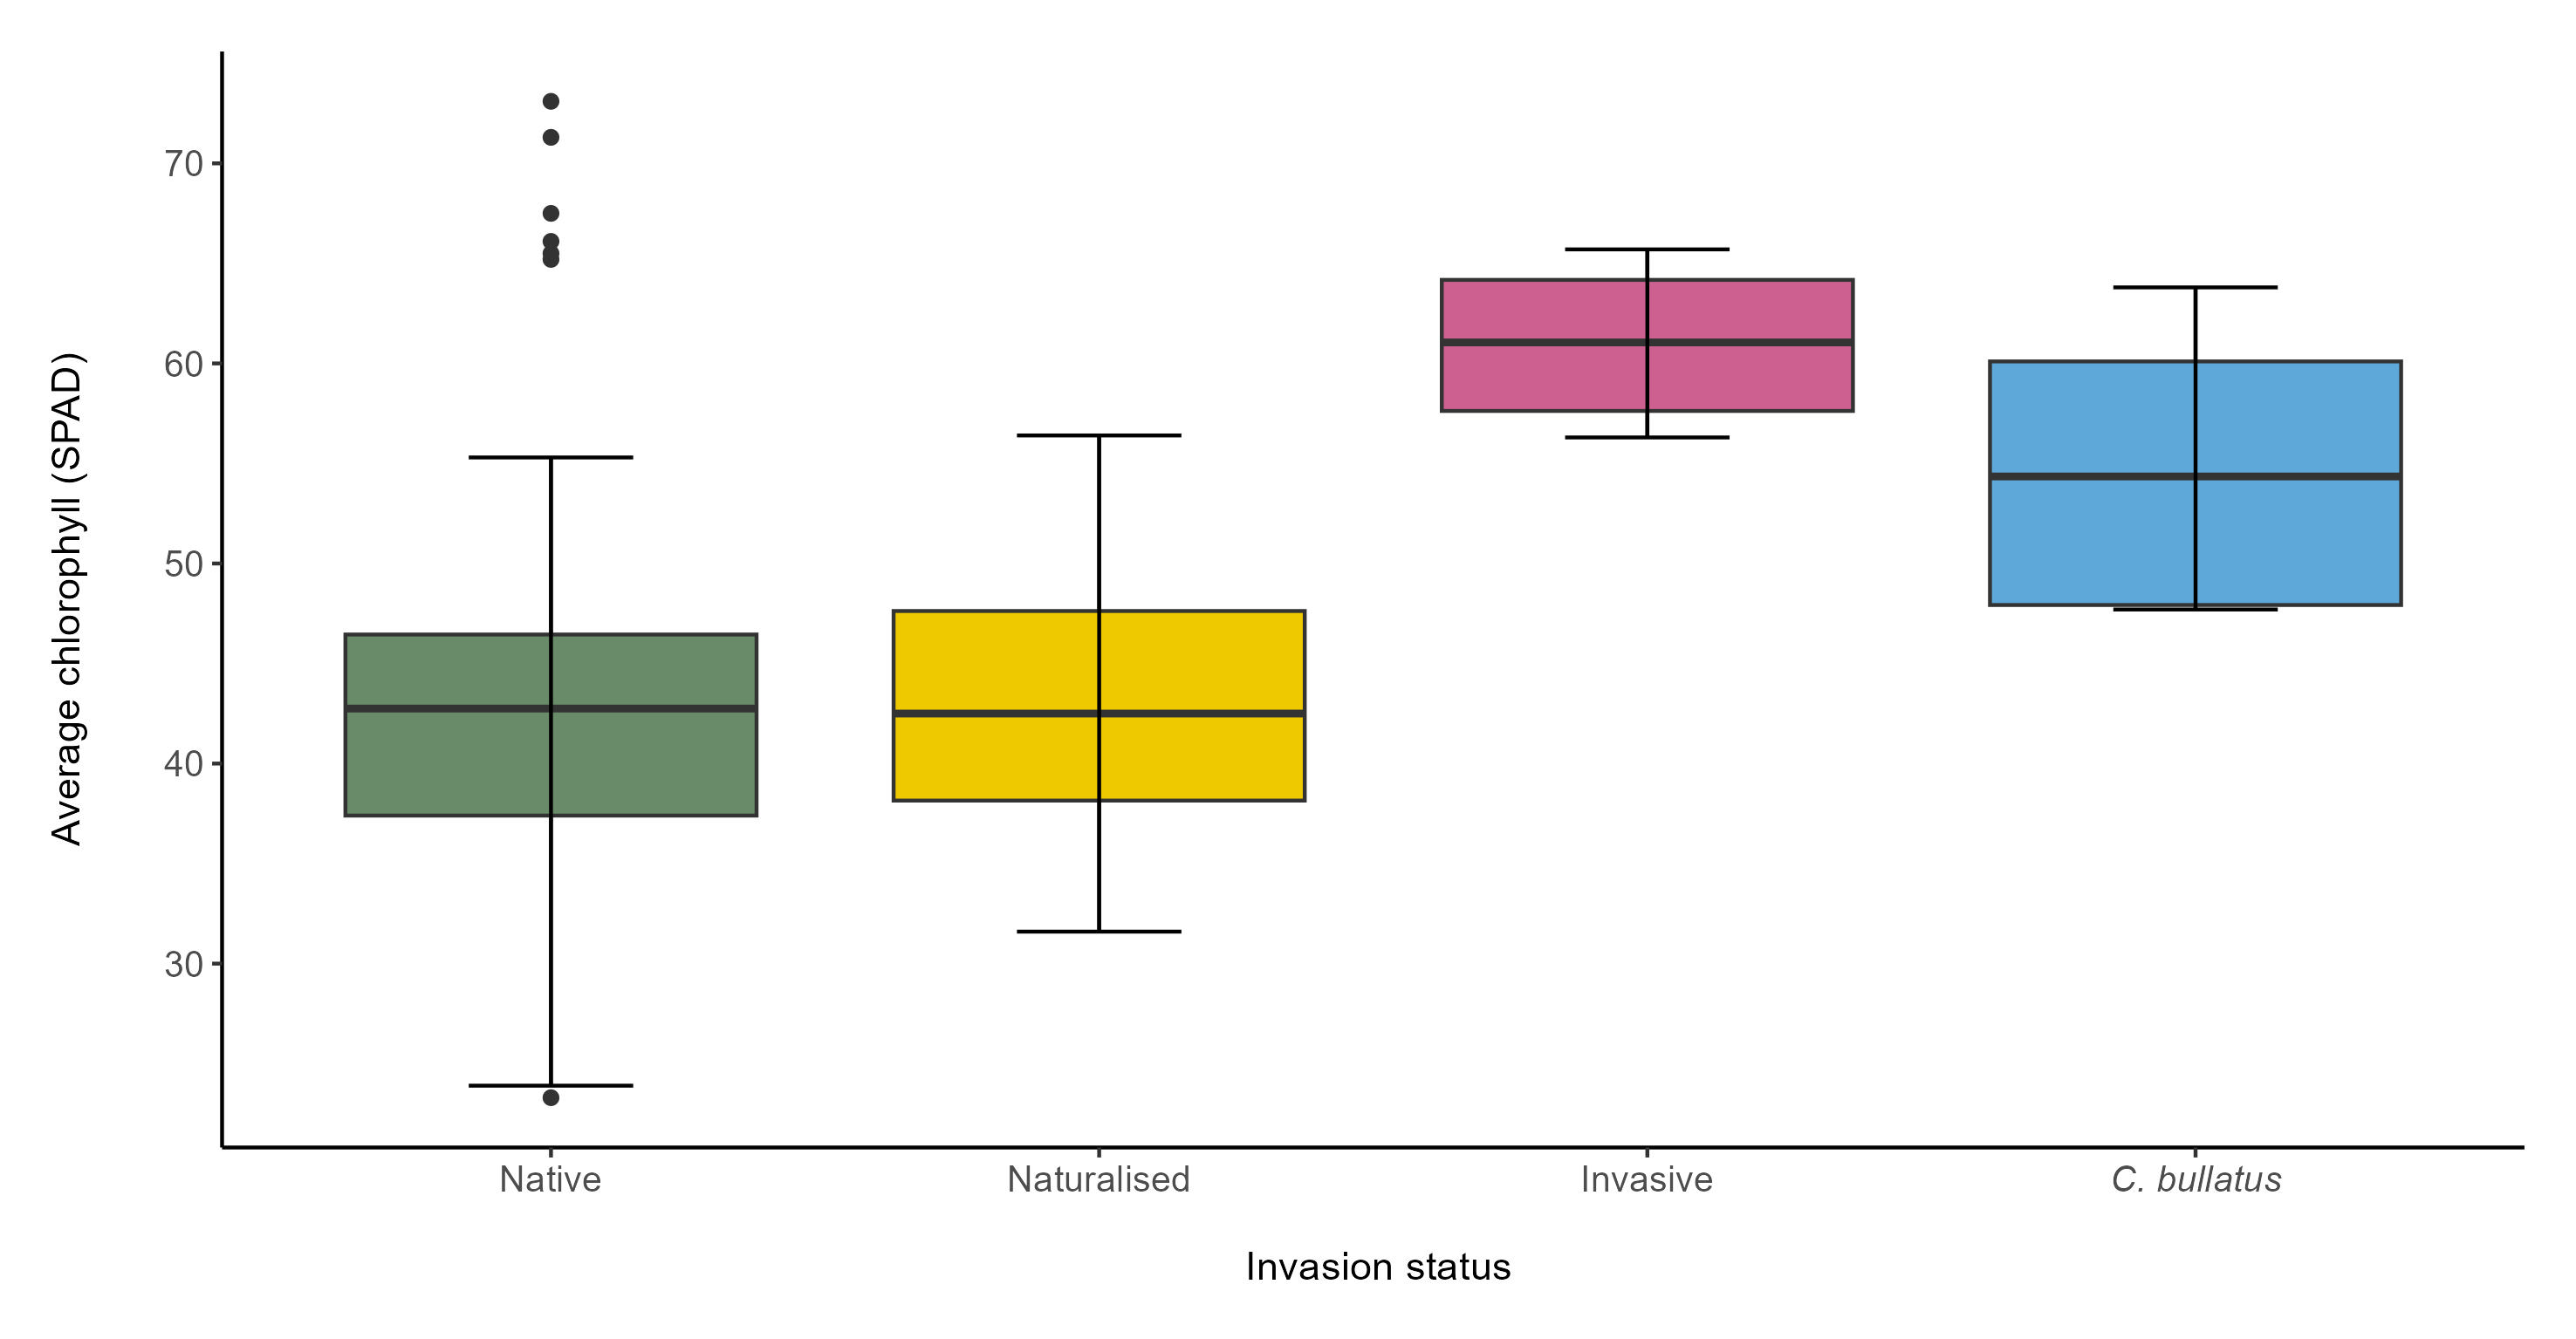 Average chlorophyll (SPAD)
70
60
50
40
30
Native
Naturalised
Invasive
C. bullatus
Invasion status